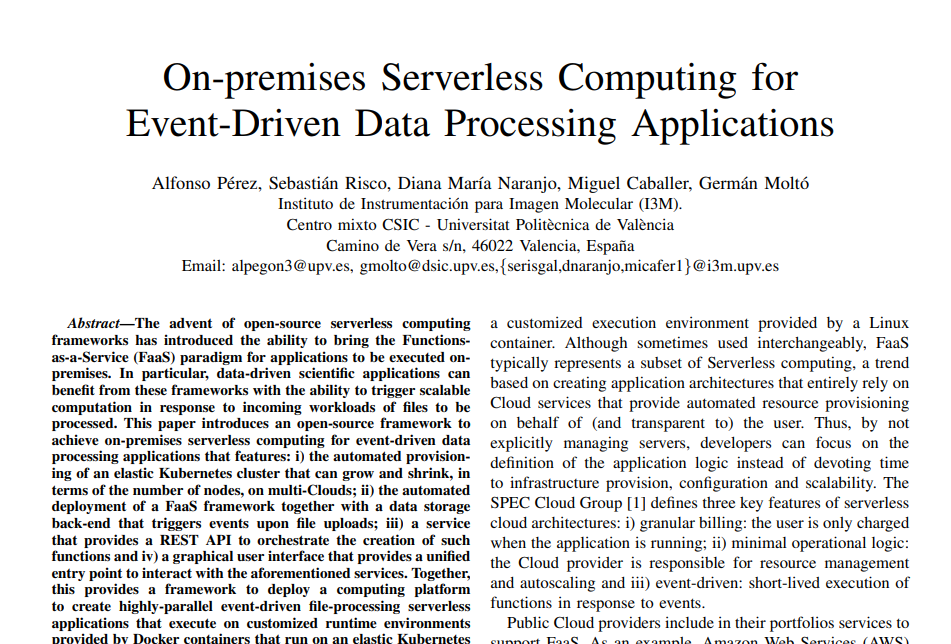 On-premises Serverless Computing for
Event-Driven Data Processing Applications
Alfonso Pérez, Sebastián Risco, Diana María Naranjo, Miguel Caballer, Germán Moltó
Instituto de Instrumentación para Imagen Molecular (I3M).
Centro mixto CSIC - Universitat Politècnica de València
Camino de Vera s/n, 46022 Valencia, España
Email: alpegon3@upv.es, gmolto@dsic.upv.es,{serisgal,dnaranjo,micafer1}@i3m.upv.es
Abstract—The advent of open-source serverless computing
frameworks has introduced the ability to bring the Functions-
as-a-Service (FaaS) paradigm for applications to be executed on-
premises. In particular, data-driven scientific applications can
benefit from these frameworks with the ability to trigger scalable
computation in response to incoming workloads of files to be
processed. This paper introduces an open-source framework to
achieve on-premises serverless computing for event-driven data
processing applications that features: i) the automated provision-
ing of an elastic Kubernetes cluster that can grow and shrink, in
terms of the number of nodes, on multi-Clouds; ii) the automated
deployment of a FaaS framework together with a data storage
back-end that triggers events upon file uploads; iii) a service
that provides a REST API to orchestrate the creation of such
functions and iv) a graphical user interface that provides a unified
entry point to interact with the aforementioned services. Together,
this provides a framework to deploy a computing platform
to create highly-parallel event-driven file-processing serverless
applications that execute on customized runtime environments
provided by Docker containers that run on an elastic Kubernetes
a customized execution environment provided by a Linux
container. Although sometimes used interchangeably, FaaS
typically represents a subset of Serverless computing, a trend
based on creating application architectures that entirely rely on
Cloud services that provide automated resource provisioning
on behalf of (and transparent to) the user. Thus, by not
explicitly managing servers, developers can focus on the
definition of the application logic instead of devoting time
to infrastructure provision, configuration and scalability. The
SPEC Cloud Group [1] defines three key features of serverless
cloud architectures: i) granular billing: the user is only charged
when the application is running; ii) minimal operational logic:
the Cloud provider is responsible for resource management
and autoscaling and iii) event-driven: short-lived execution of
functions in response to events.
Public Cloud providers include in their portfolios services to
support FaaS. As an example, Amazon Web Services (AWS)